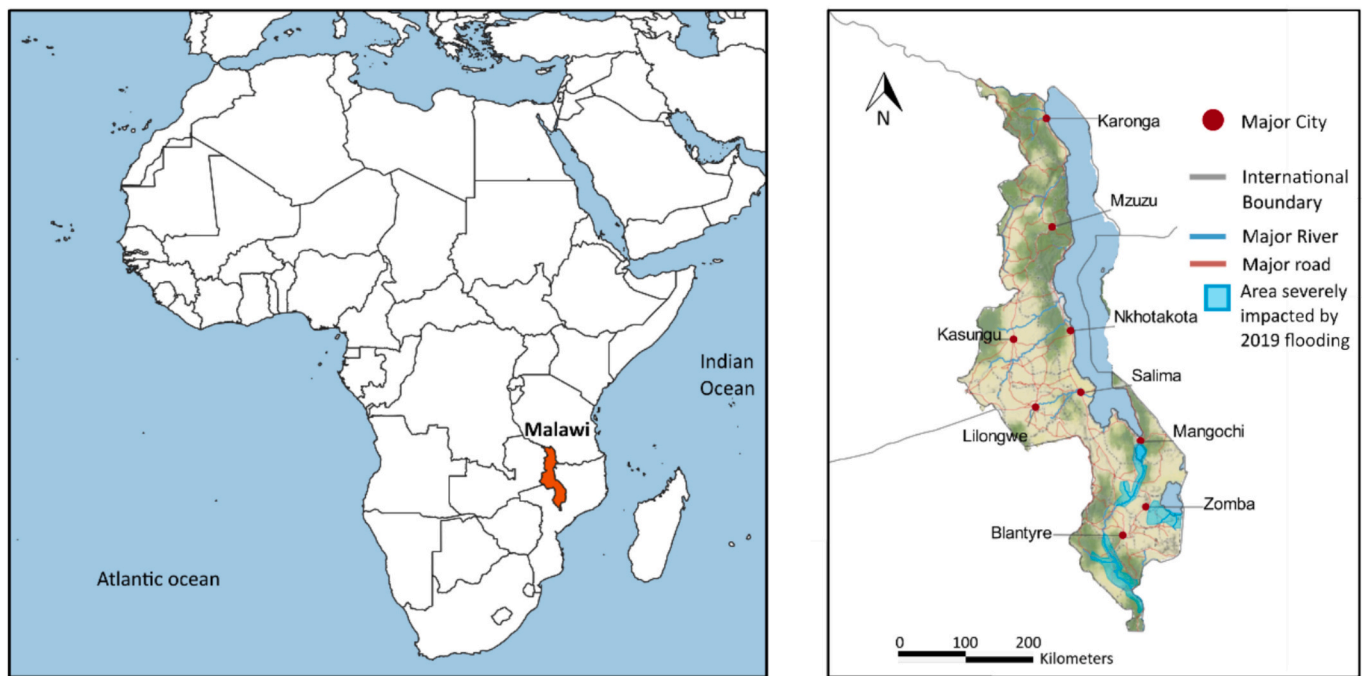 Indian
Ocean
Malawi
Atlantic ocean
N
Karonga
Mzuzu
Nkhotakota
Kasungu
Salima
Lilongwe
Mangochi
Zomba
Blantyre
Major City
International
Boundary
Major River
Major road
Area severely
impacted by
2019 flooding
0 100 200
Kilometers